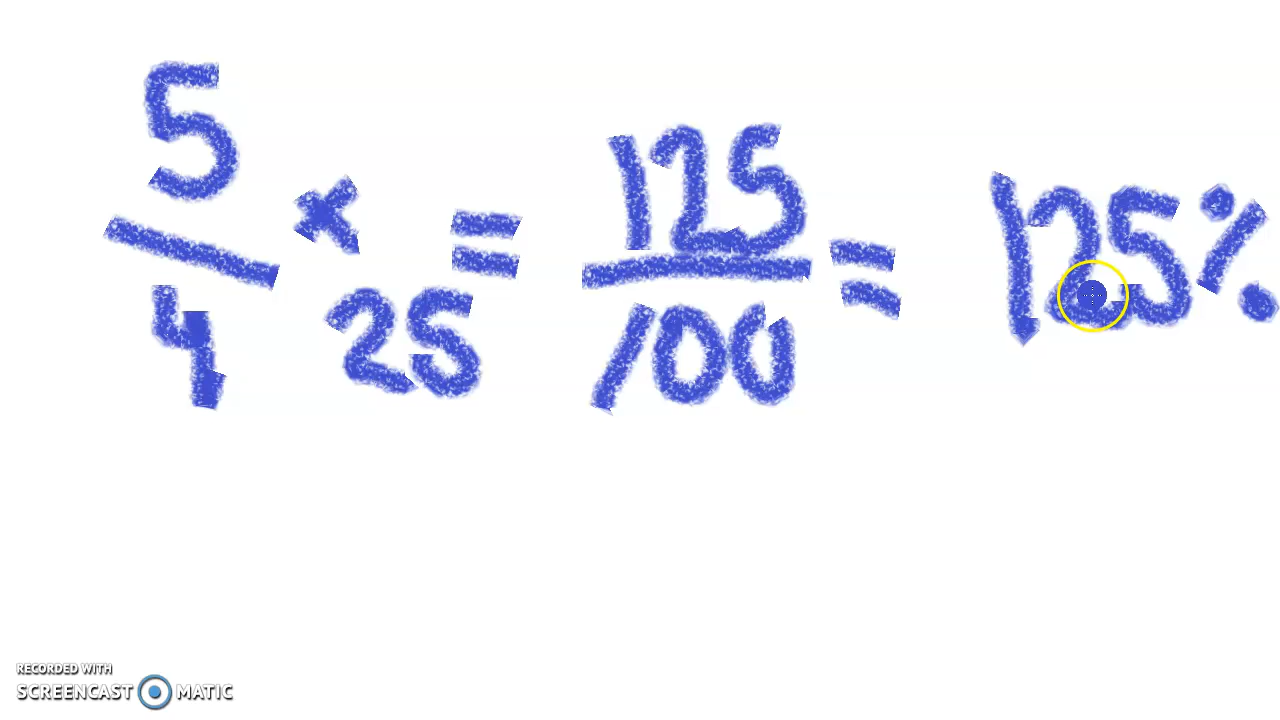 5/4 × 25 = 125/100 = 125%
RECORDED WITH
SCREENCAST MATIC